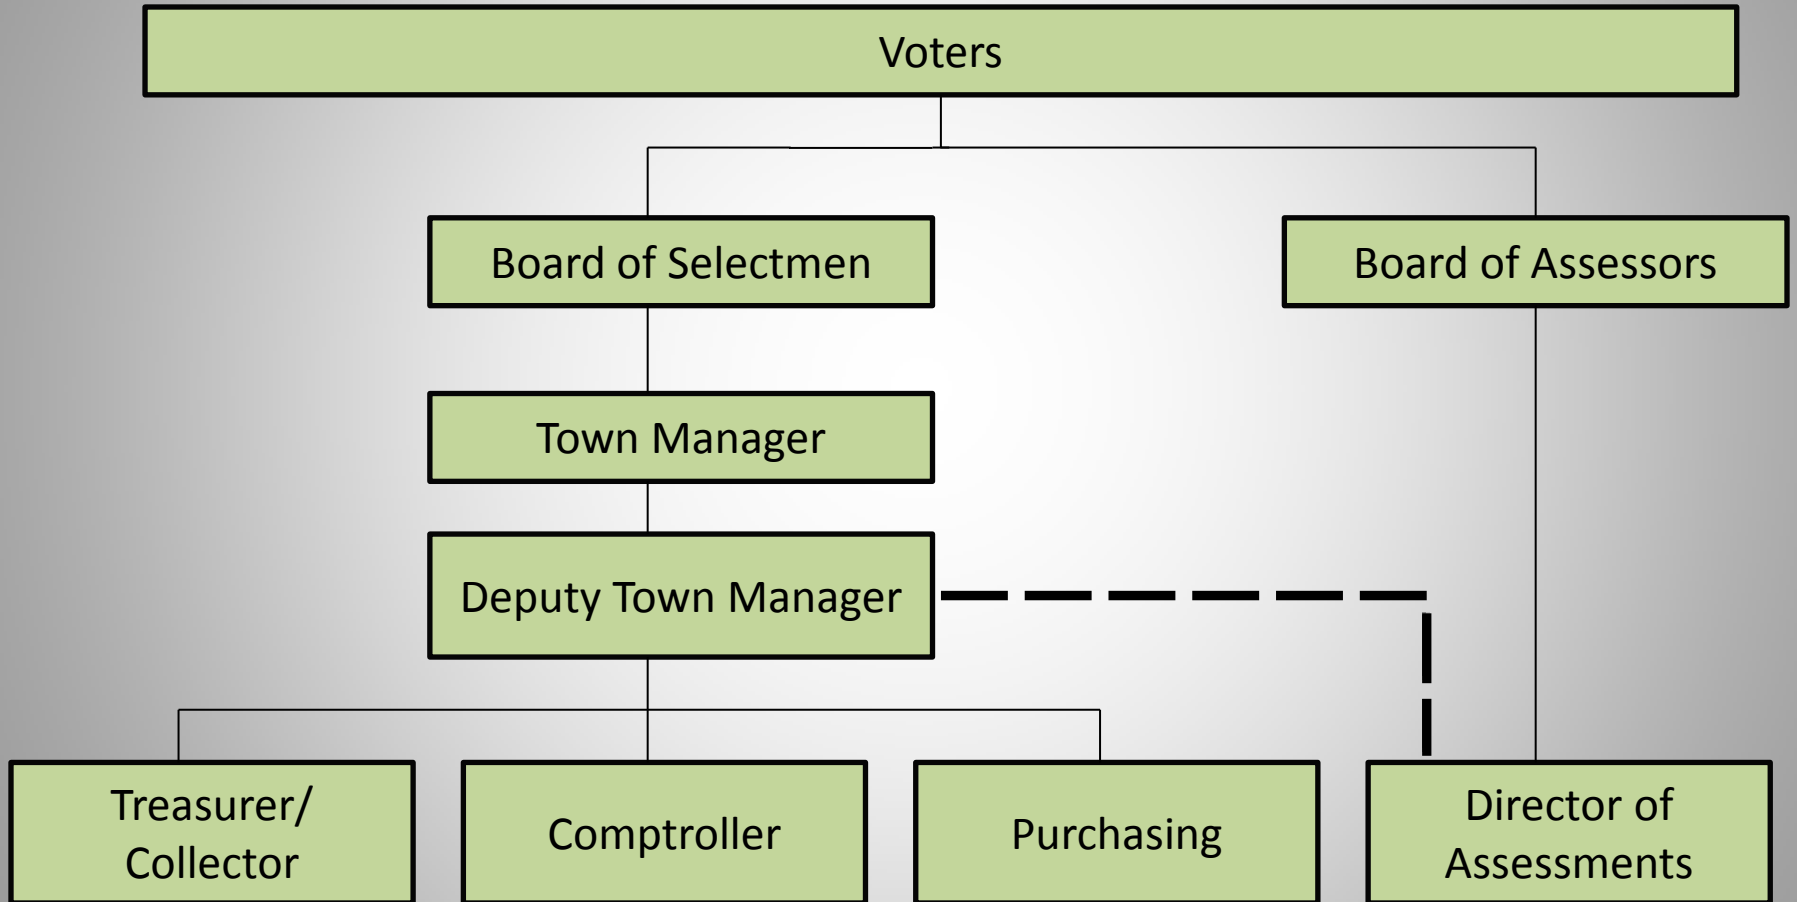 Voters
Board of Selectmen
Board of Assessors
Town Manager
Deputy Town Manager
Treasurer/
Collector
Comptroller
Purchasing
Director of
Assessments